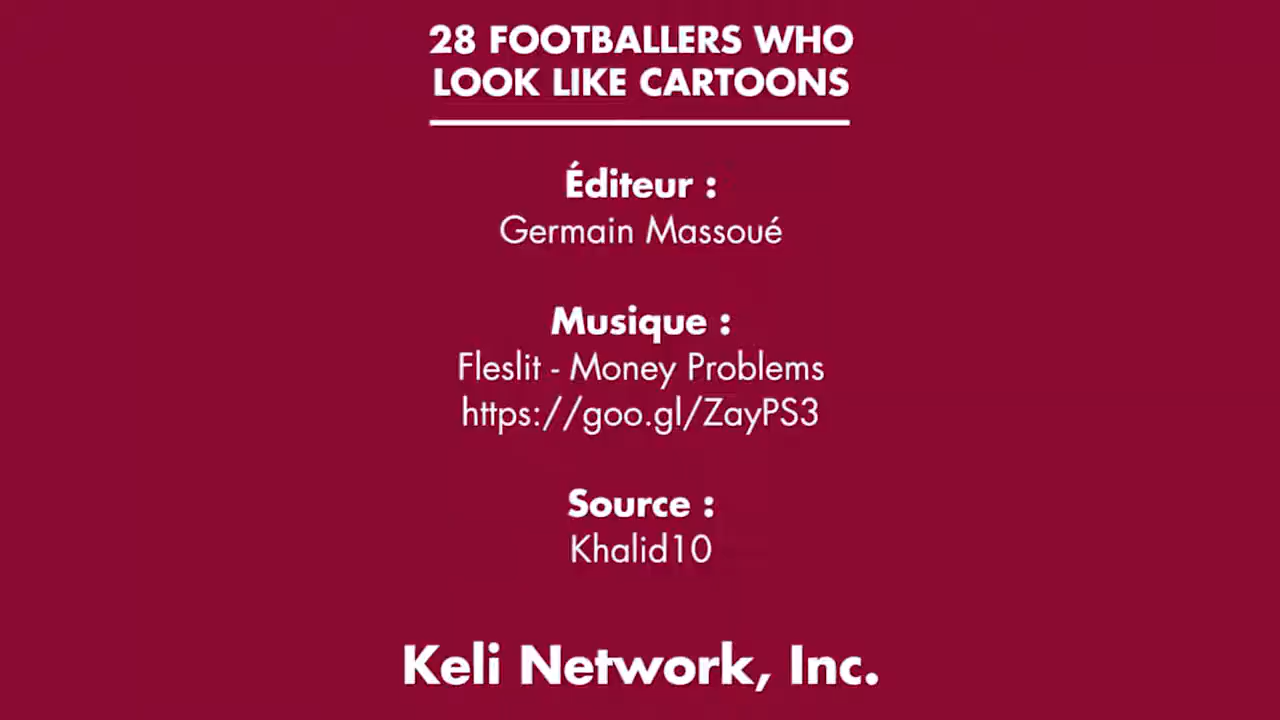 28 FOOTBALLERS WHO
LOOK LIKE CARTOONS
Éditeur :
Germain Massoué
Musique :
Fleslit - Money Problems
https://goo.gl/ZayPS3
Source :
Khalid10
Keli Network, Inc.